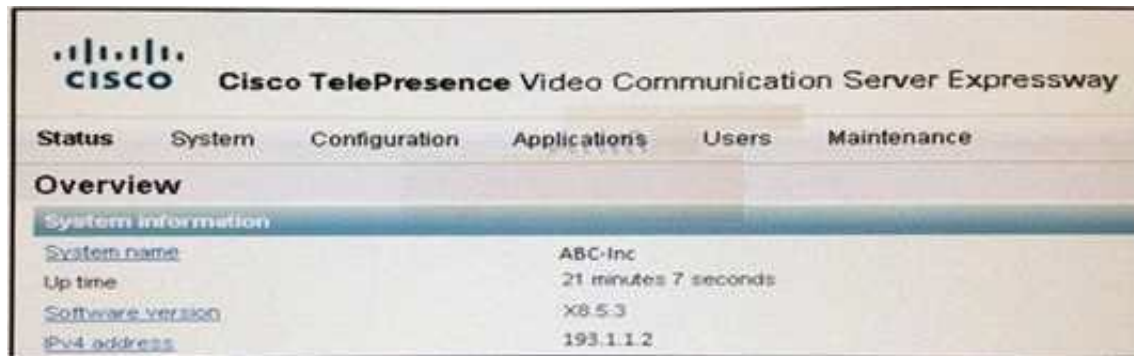 CISCO Cisco TelePresence Video Communication Server Expressway
Status System Configuration Applications Users Maintenance
Overview
System information
System name ABC-Inc
Up time 21 minutes 7 seconds
Software version X8.5.3
IPv4 address 193.1.1.2